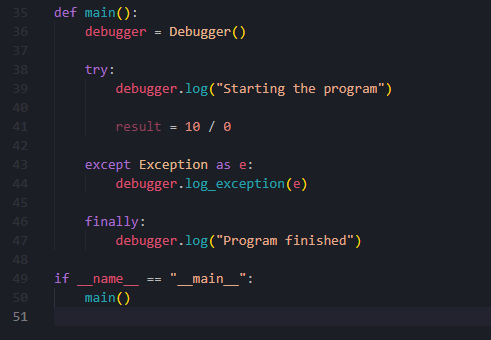 35 def main():
36     debugger = Debugger()
37
38     try:
39         debugger.log("Starting the program")
40
41         result = 10 / 0
42
43     except Exception as e:
44         debugger.log_exception(e)
45
46     finally:
47         debugger.log("Program finished")
48
49 if __name__ == "__main__":
50     main()
51